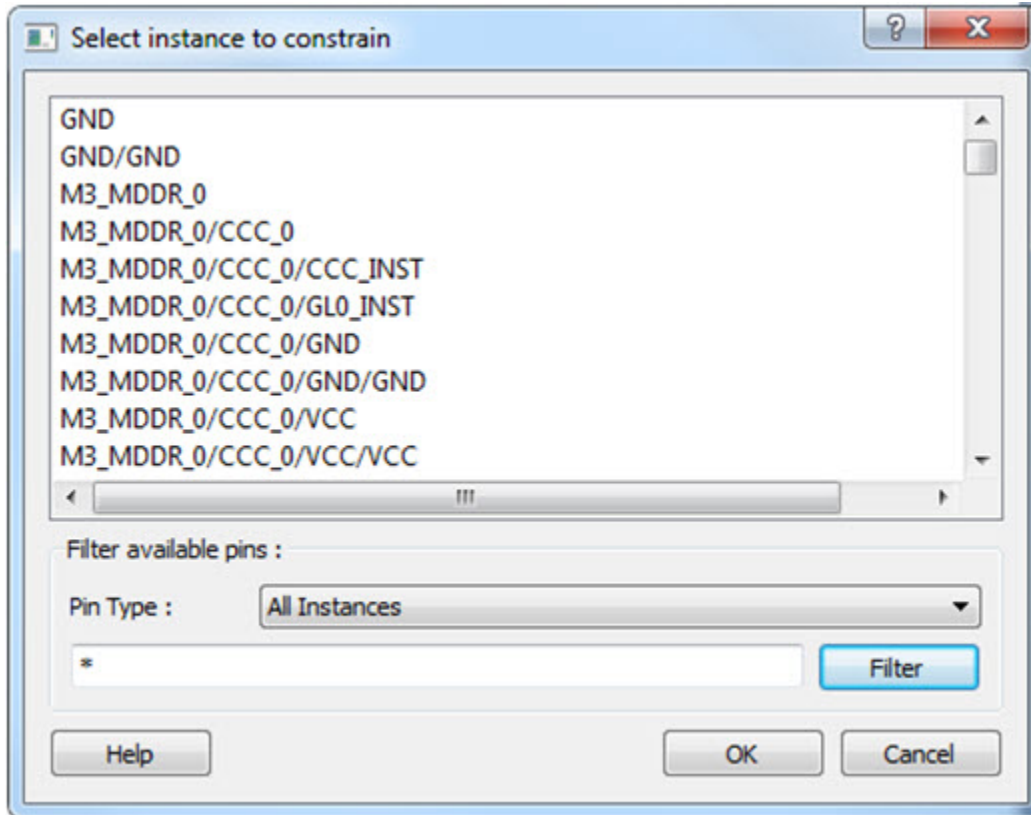 Select instance to constrain
GND
GND/GND
M3_MDDR_0
M3_MDDR_0/CCC_0
M3_MDDR_0/CCC_0/CCC_INST
M3_MDDR_0/CCC_0/GL0_INST
M3_MDDR_0/CCC_0/GND
M3_MDDR_0/CCC_0/GND/GND
M3_MDDR_0/CCC_0/VCC
M3_MDDR_0/CCC_0/VCC/VCC
Filter available pins :
Pin Type : All Instances
* Filter
Help OK Cancel